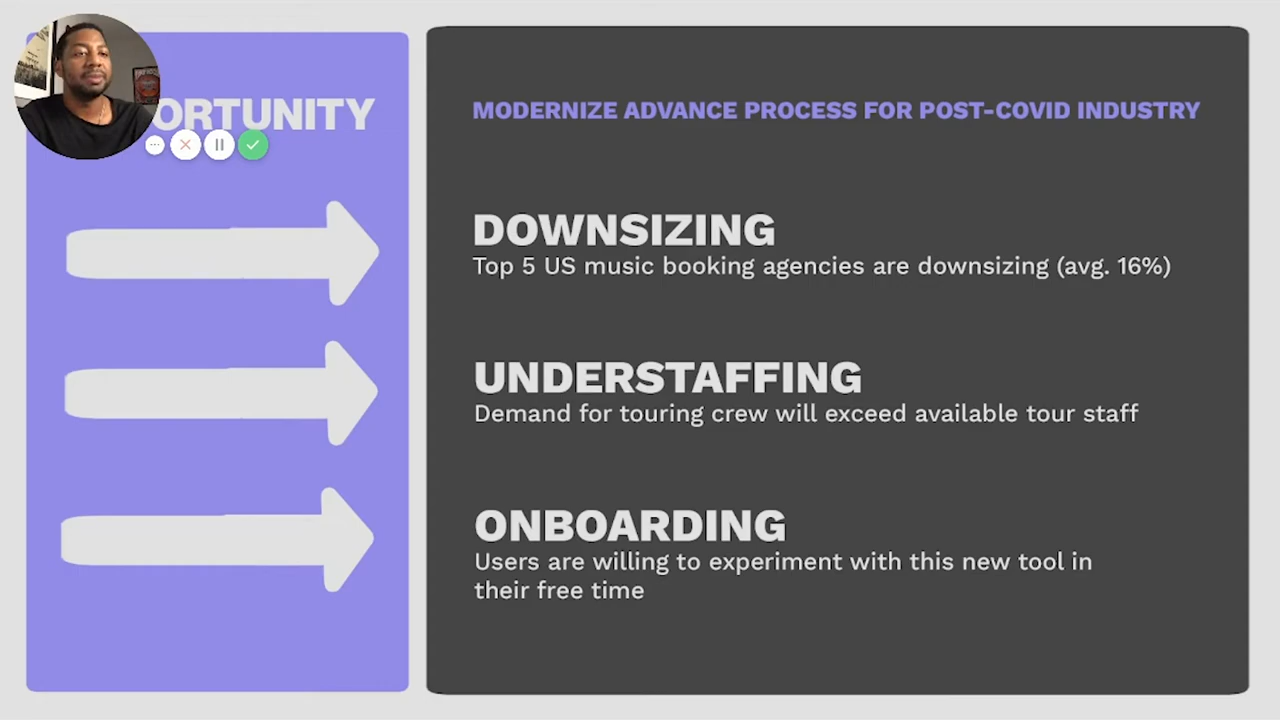 PORTUNITY
MODERNIZE ADVANCE PROCESS FOR POST-COVID INDUSTRY
DOWNSIZING
Top 5 US music booking agencies are downsizing (avg. 16%)
UNDERSTAFFING
Demand for touring crew will exceed available tour staff
ONBOARDING
Users are willing to experiment with this new tool in
their free time